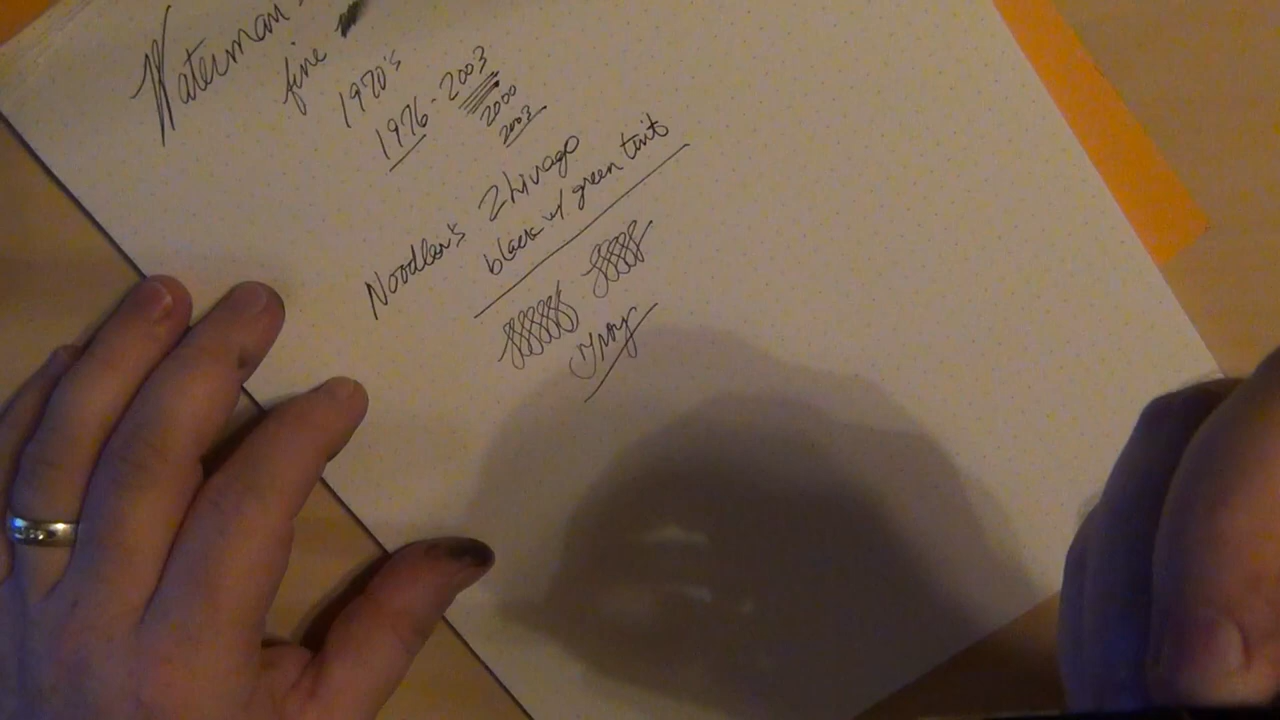 Waterman
fine
1970's
1976 - 2003
2000
2003
Noodler's Zhivago
black w/ green tint